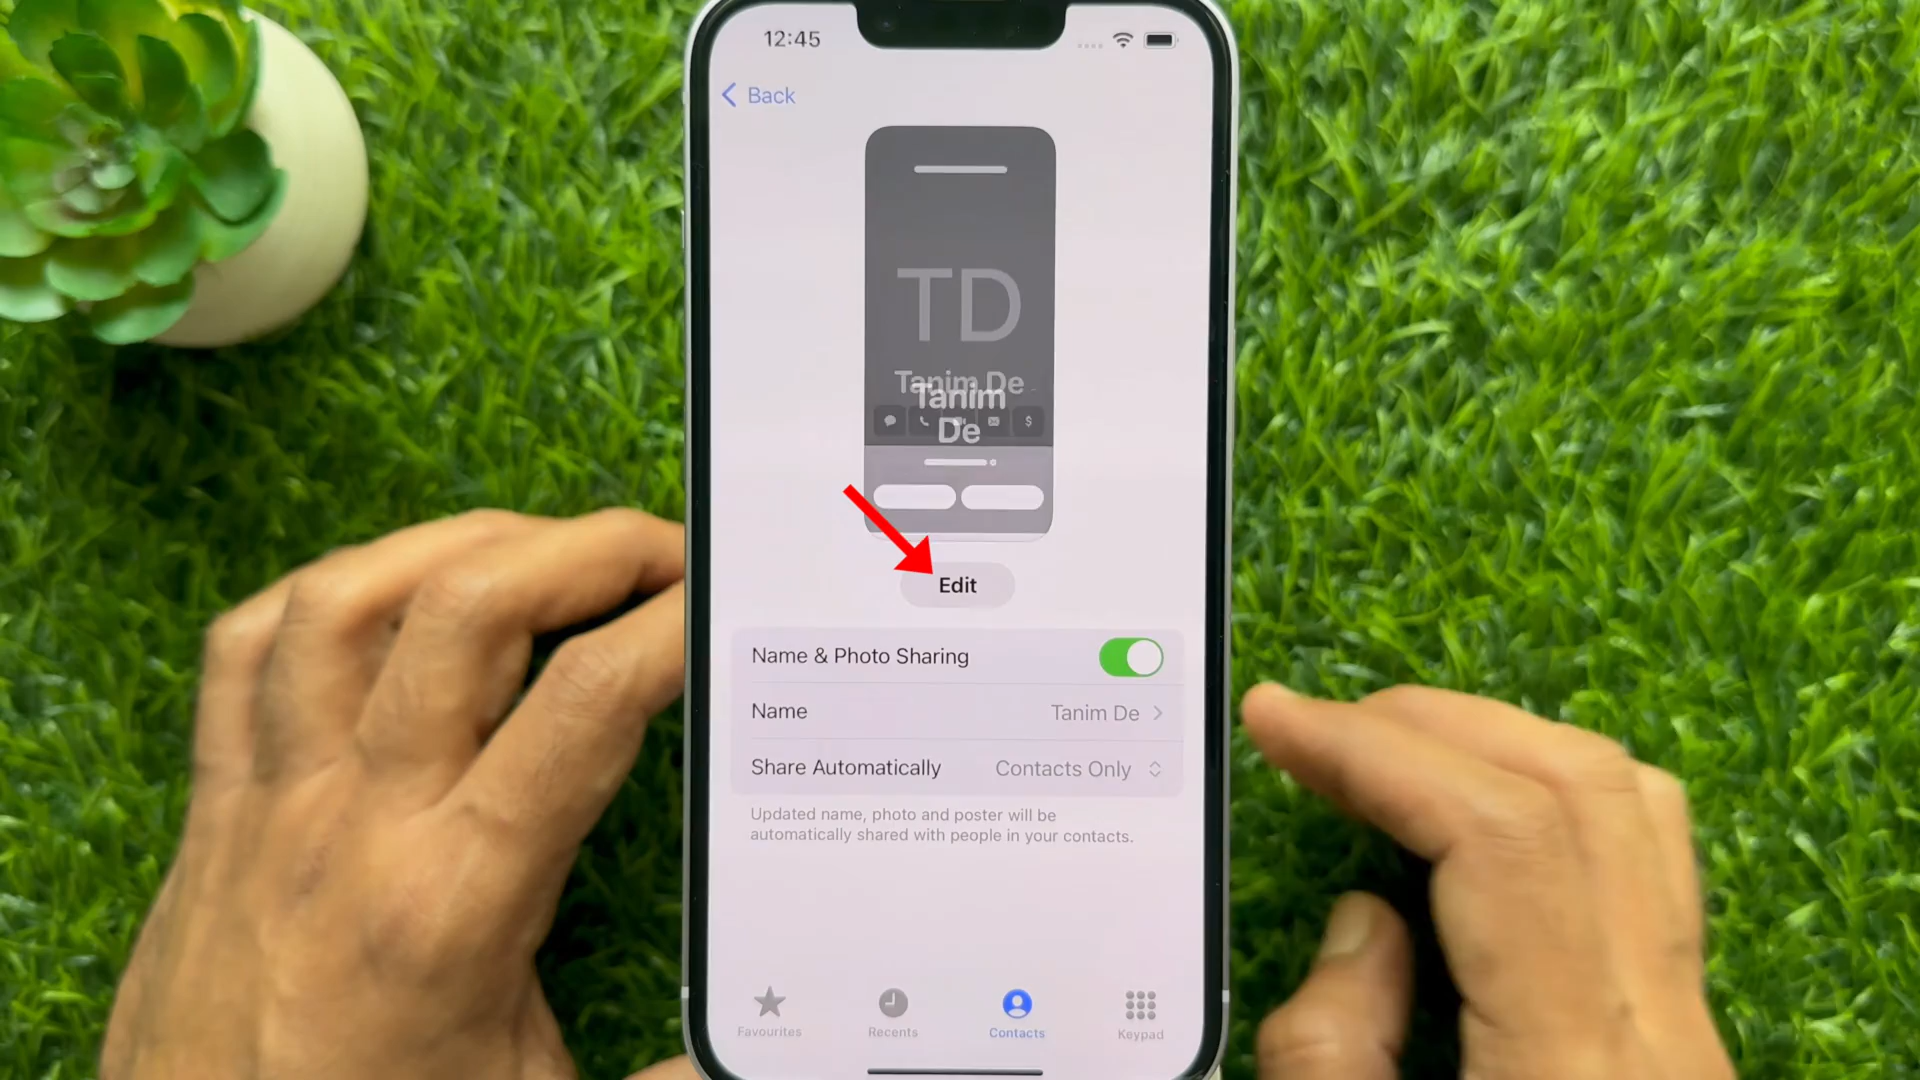 12:45
Back
TD
Tanim De
Tanim
De
$
Edit
Name & Photo Sharing
Name
Tanim De
Share Automatically
Contacts Only
Updated name, photo and poster will be
automatically shared with people in your contacts.
Favourites
Recents
Contacts
Keypad